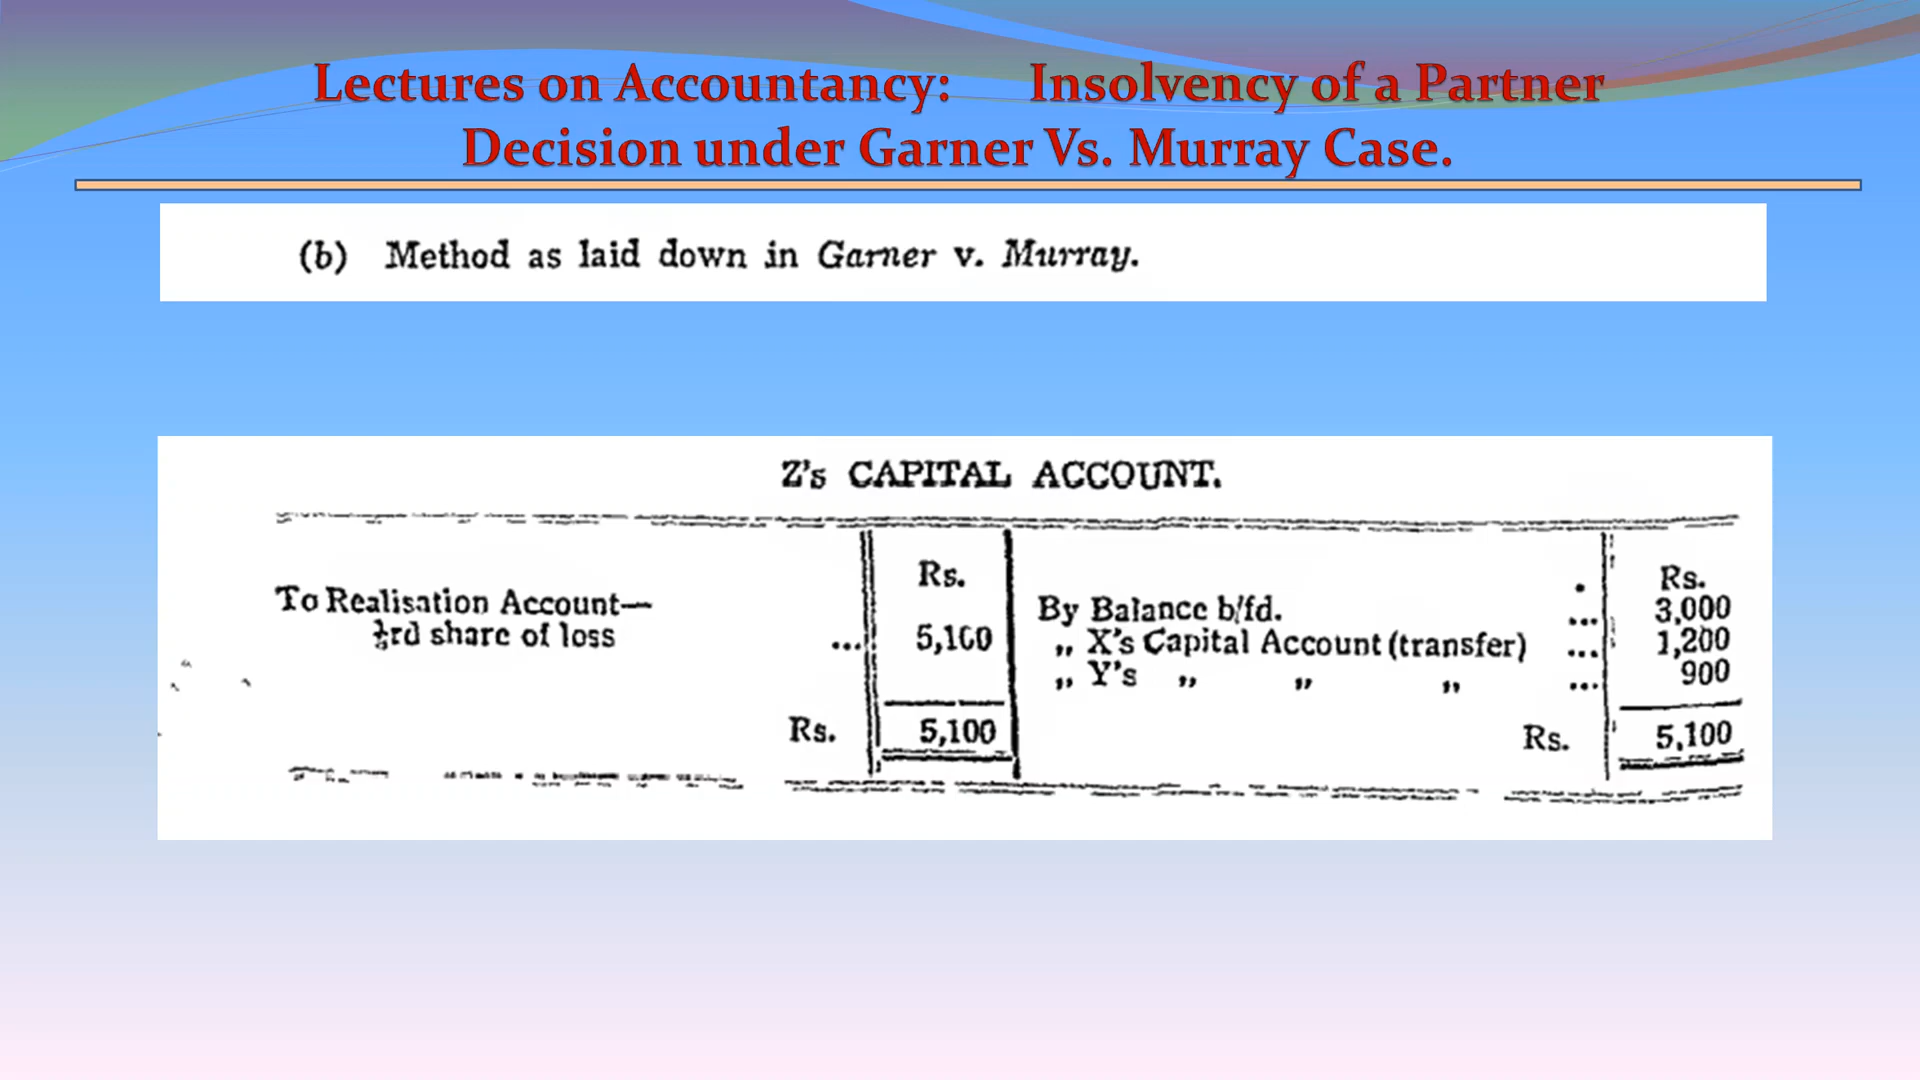 Lectures on Accountancy: Insolvency of a Partner
Decision under Garner Vs. Murray Case.
(b) Method as laid down in Garner v. Murray.
Z's CAPITAL ACCOUNT.
Rs. Rs.
To Realisation Account— By Balance b/fd. ... 3,000
⅓rd share of loss ... 5,100 ,, X's Capital Account (transfer) ... 1,200
,, Y's ,, ,, ,, ... 900
Rs. 5,100 Rs. 5,100